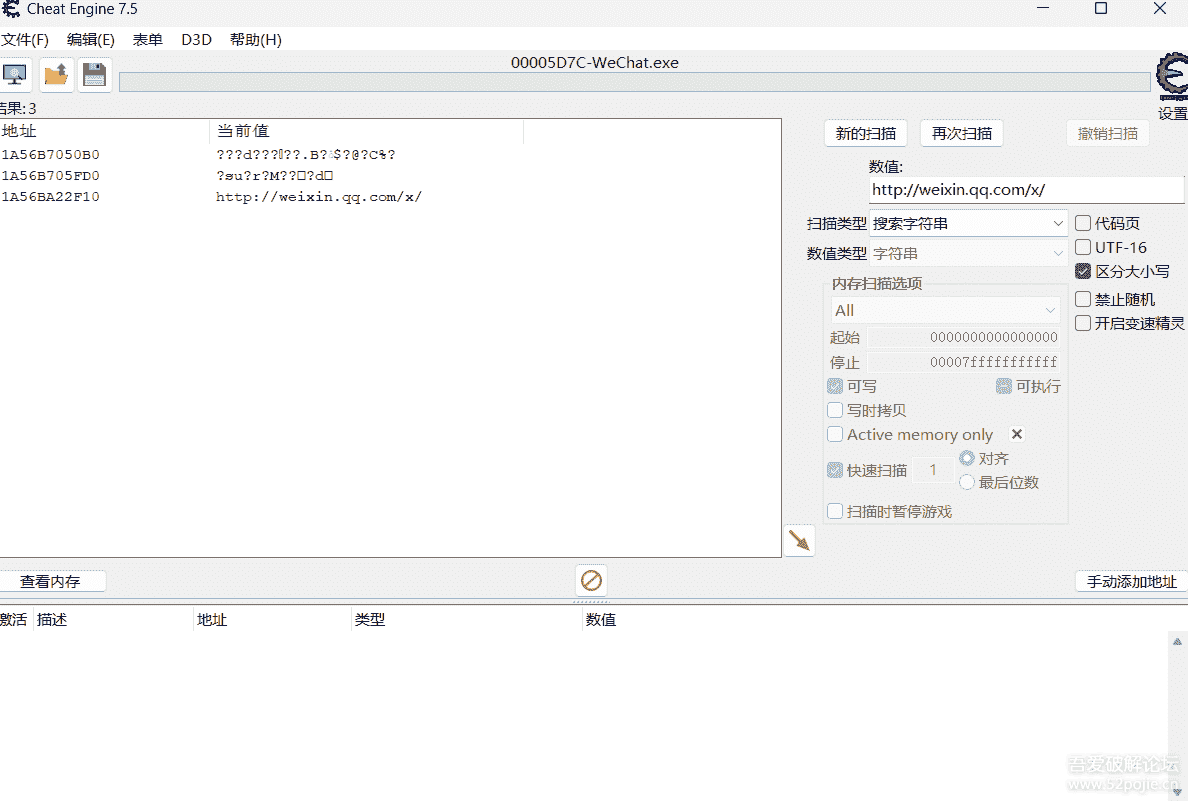 Cheat Engine 7.5
文件(F) 编辑(E) 表单 D3D 帮助(H)
00005D7C-WeChat.exe
结果: 3
设置
地址 当前值
新的扫描 再次扫描 撤销扫描
1A56B7050B0
数值:
1A56B705FD0
http://weixin.qq.com/x/
1A56BA22F10 http://weixin.qq.com/x/
扫描类型 搜索字符串 代码页
数值类型 字符串 UTF-16
区分大小写
内存扫描选项
All 禁止随机
开启变速精灵
起始 0000000000000000
停止 00007fffffffffff
可写 可执行
写时拷贝
Active memory only
快速扫描 1 对齐
最后位数
扫描时暂停游戏
查看内存 手动添加地址
激活 描述 地址 类型 数值
吾爱破解论坛
www.52pojie.cn